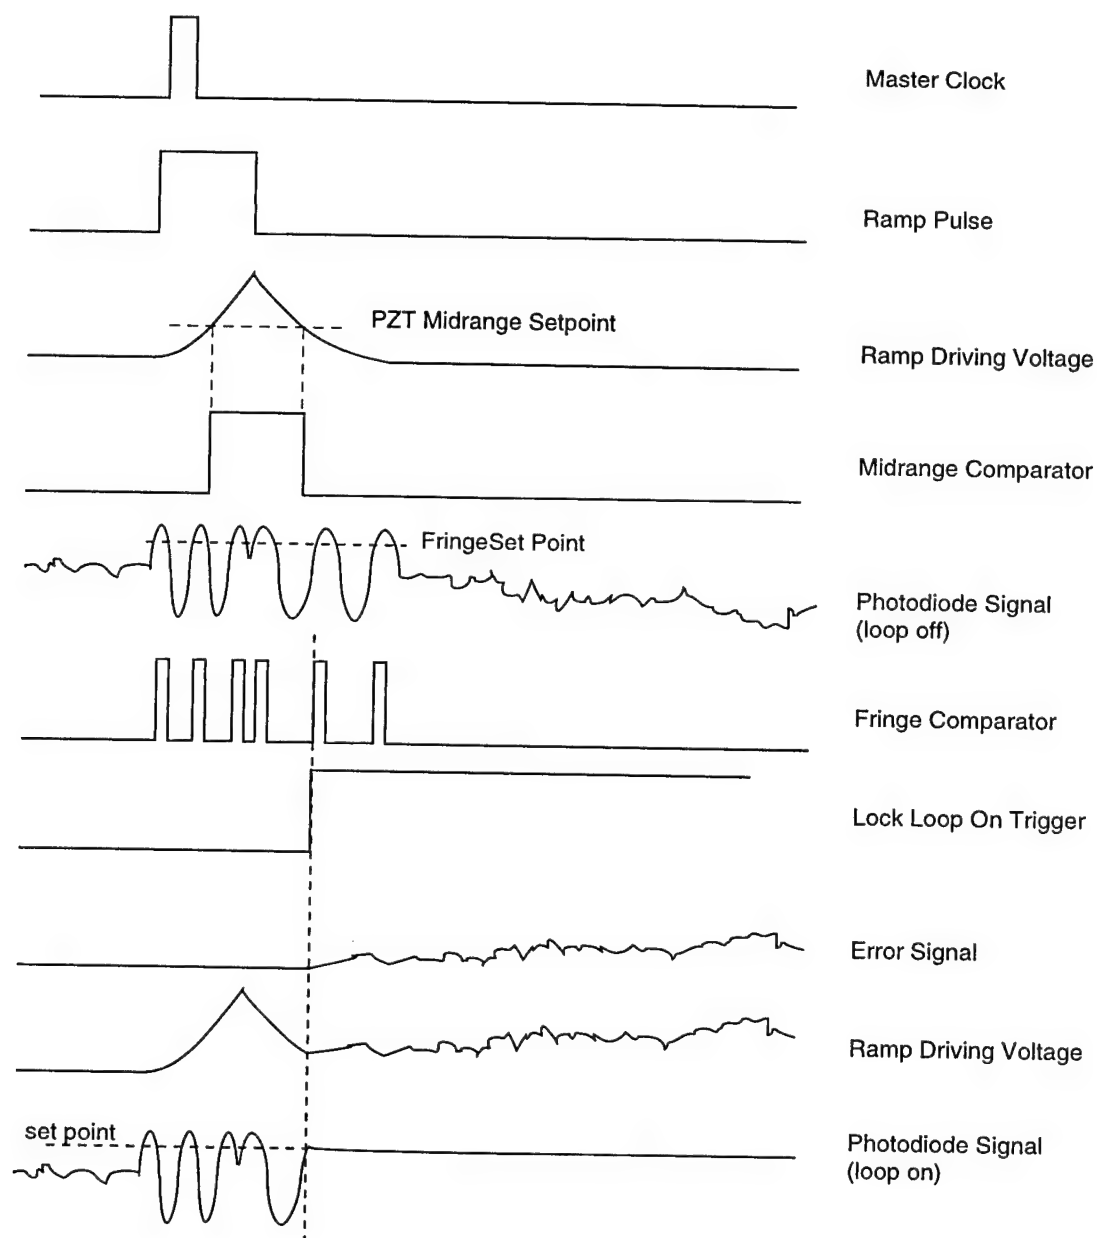 Master Clock
Ramp Pulse
PZT Midrange Setpoint
Ramp Driving Voltage
Midrange Comparator
FringeSet Point
Photodiode Signal
(loop off)
Fringe Comparator
Lock Loop On Trigger
Error Signal
Ramp Driving Voltage
set point
Photodiode Signal
(loop on)